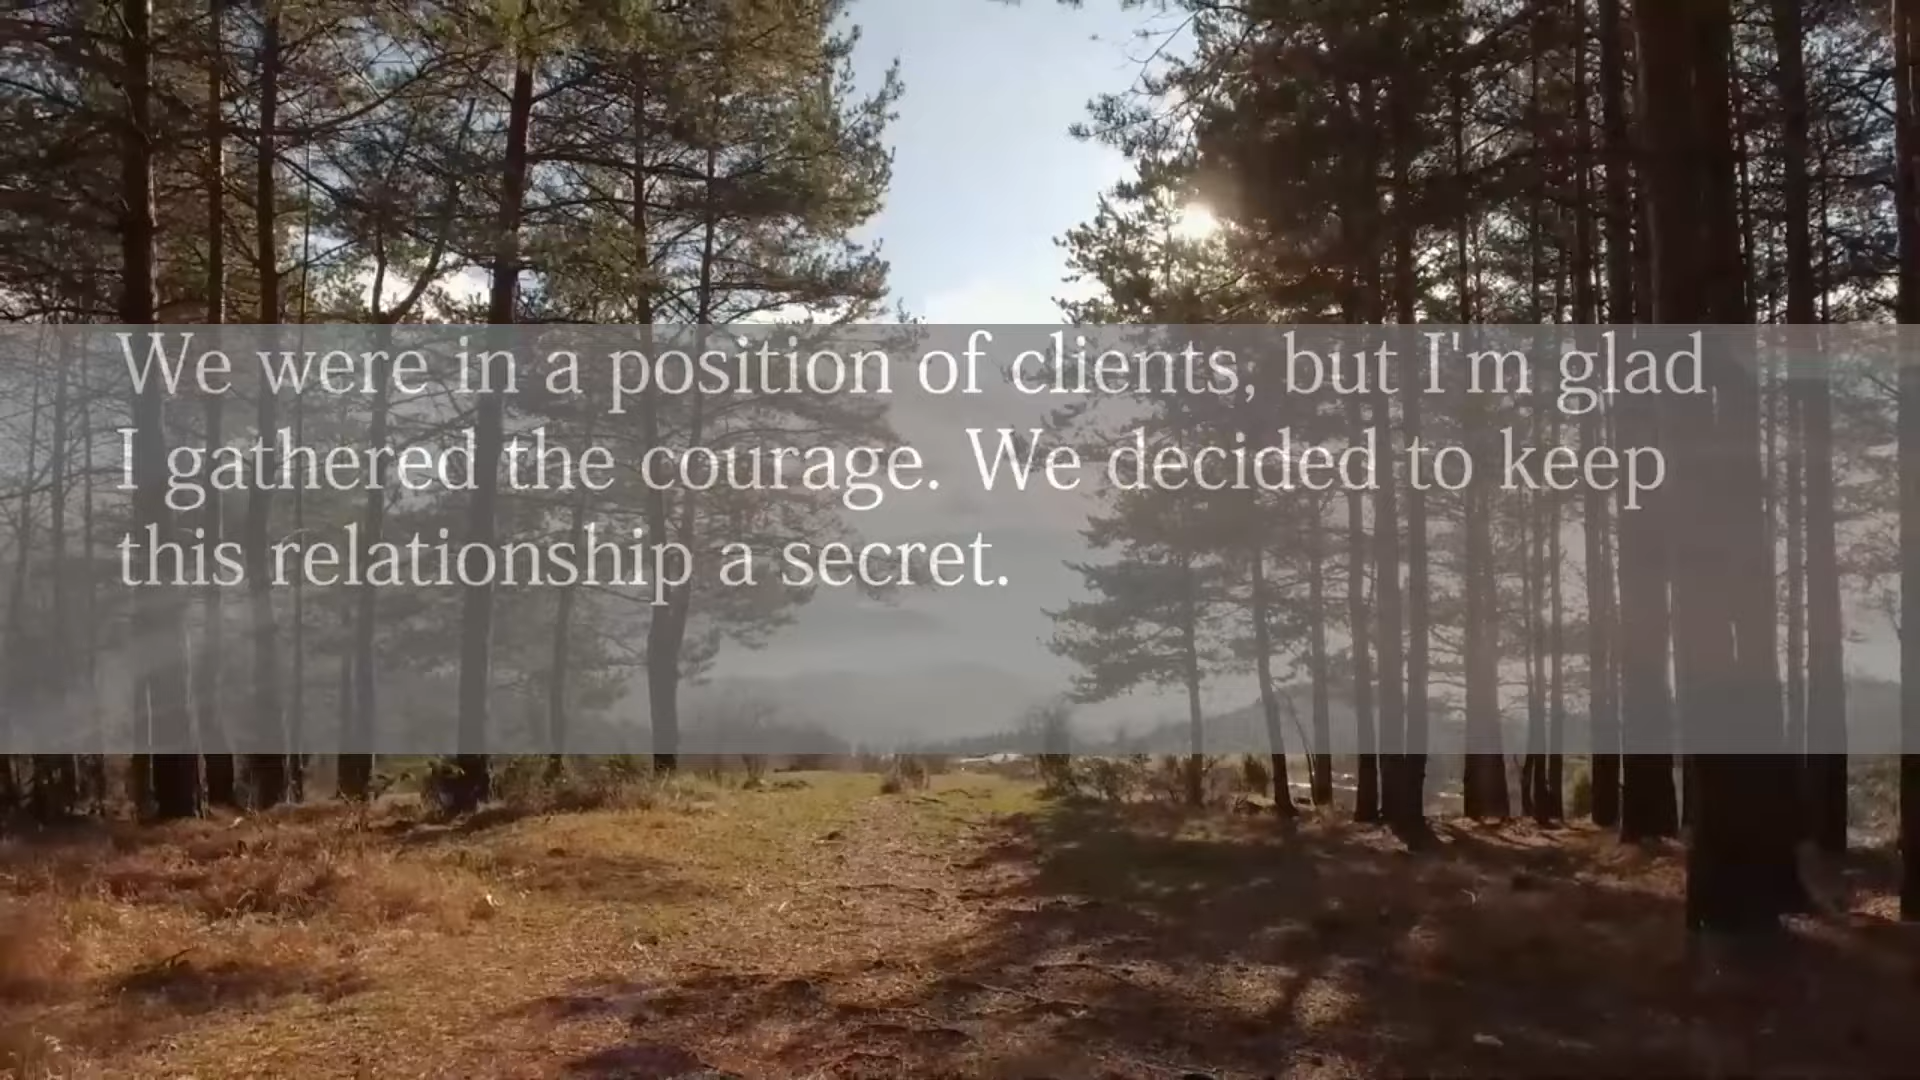 We were in a position of clients, but I'm glad
I gathered the courage. We decided to keep
this relationship a secret.